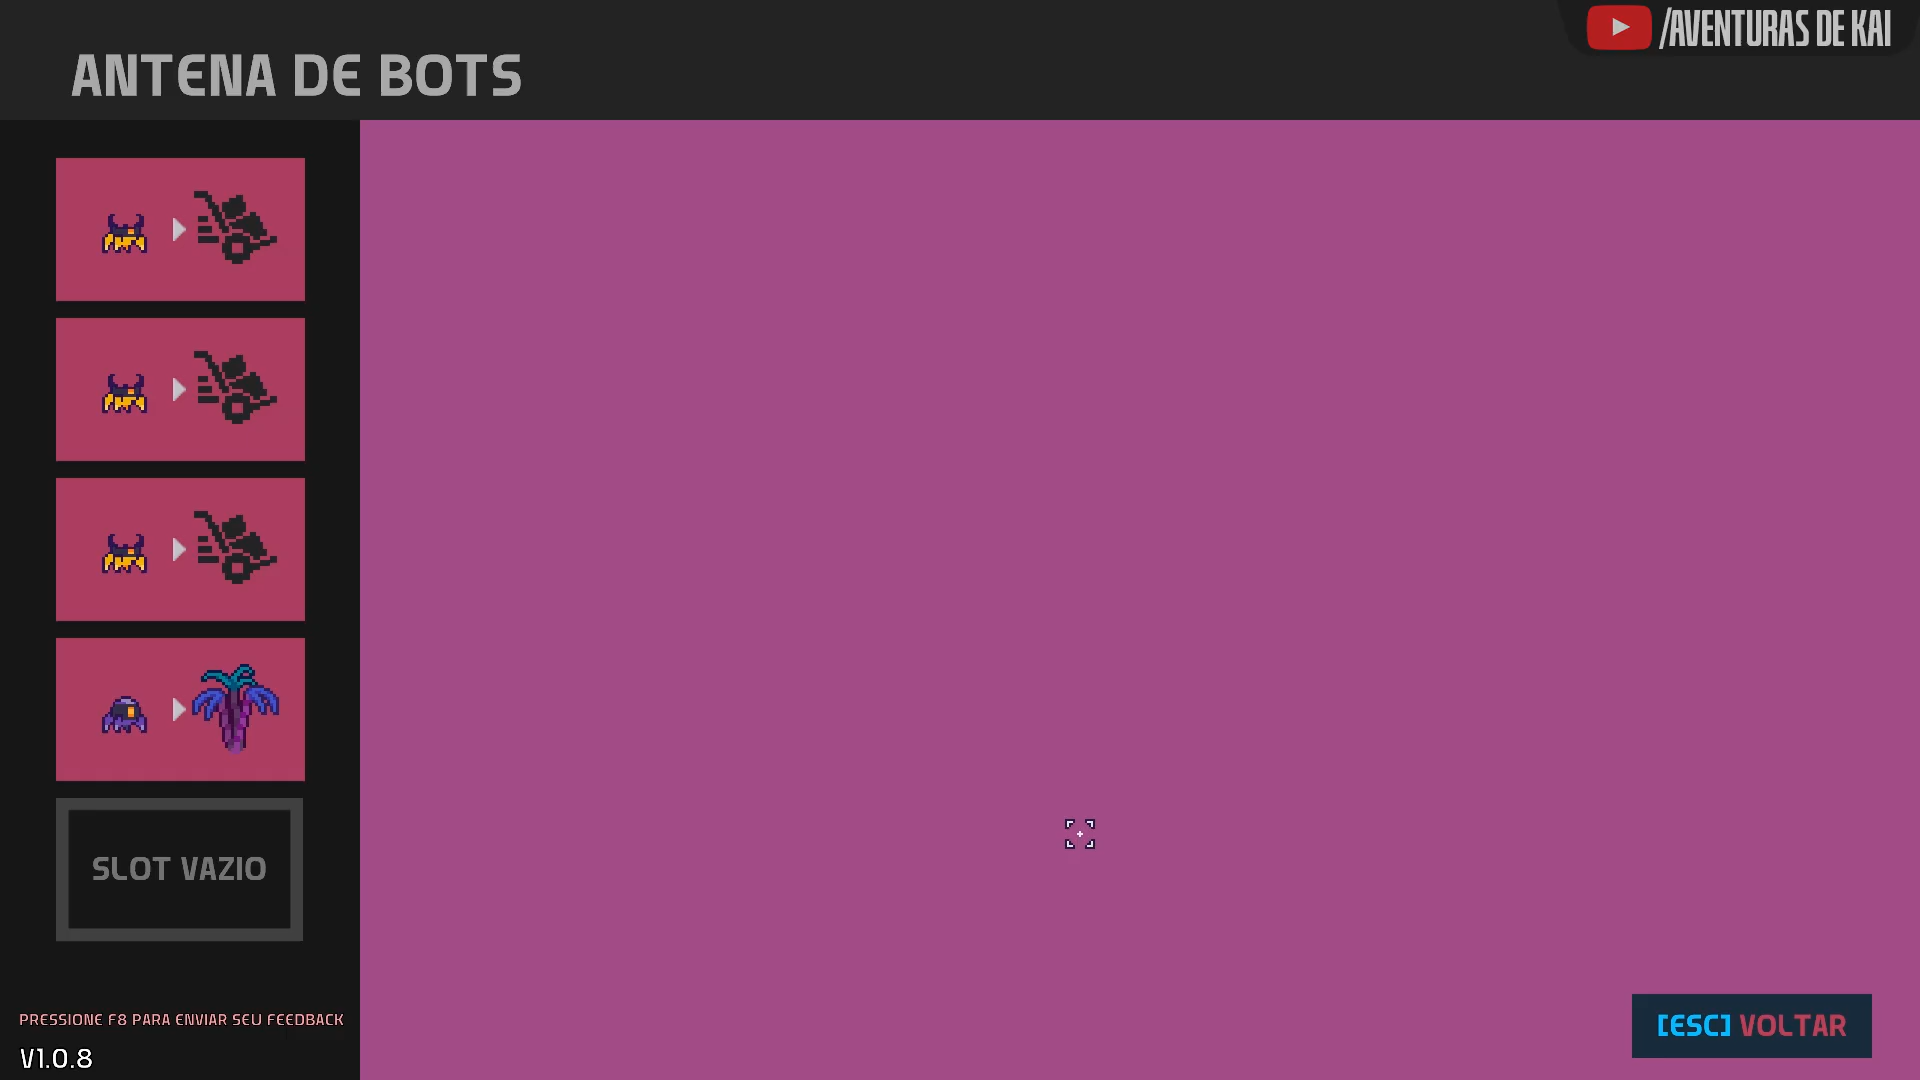 /AVENTURAS DE KAI
ANTENA DE BOTS
SLOT VAZIO
PRESSIONE F8 PARA ENVIAR SEU FEEDBACK
V1.0.8
[ESC] VOLTAR